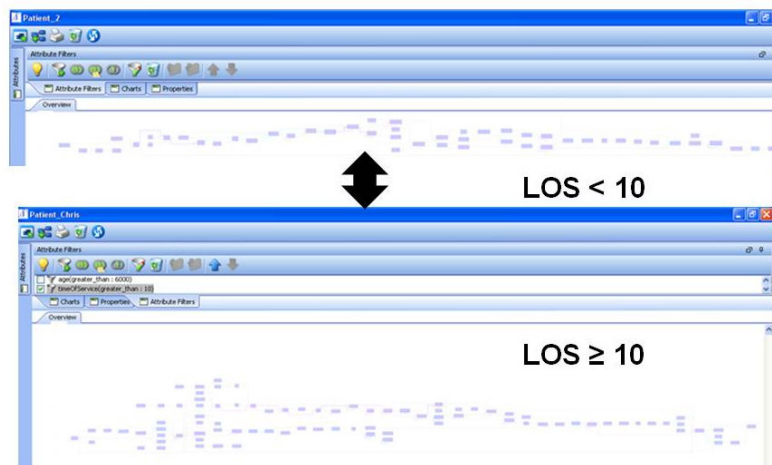 Patient_2
Attribute Filters
Attributes
Attribute Filters Charts Properties
Overview
LOS < 10
Patient_Chris
Attribute Filters
Attributes
age(greater_than : 6000)
timeOfService(greater_than : 10)
Charts Properties Attribute Filters
Overview
LOS ≥ 10